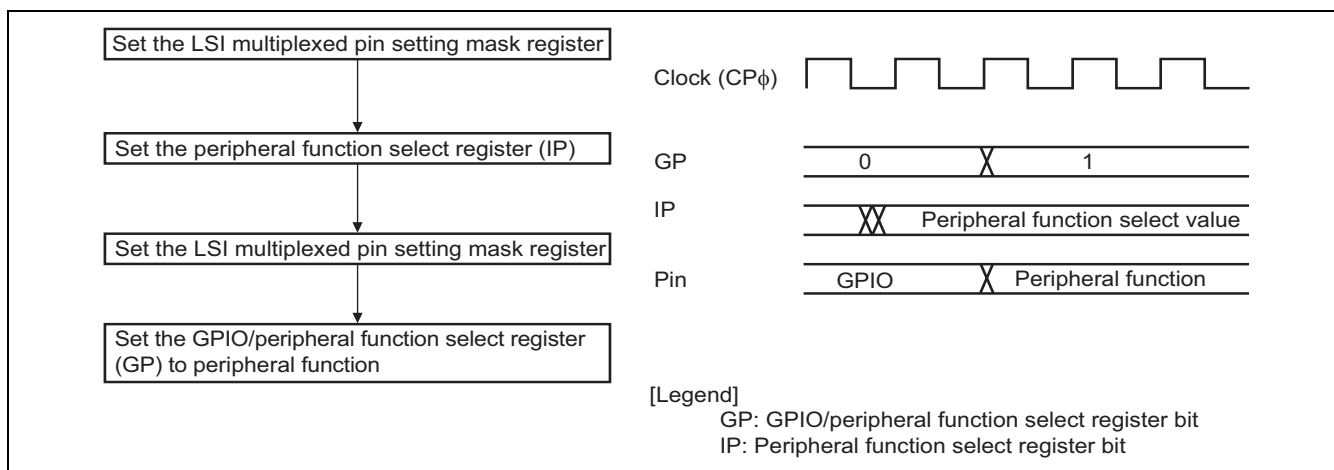 Set the LSI multiplexed pin setting mask register
Set the peripheral function select register (IP)
Set the LSI multiplexed pin setting mask register
Set the GPIO/peripheral function select register
(GP) to peripheral function
Clock (CPϕ)
GP
0
1
IP
Peripheral function select value
Pin
GPIO
Peripheral function
[Legend]
GP: GPIO/peripheral function select register bit
IP: Peripheral function select register bit